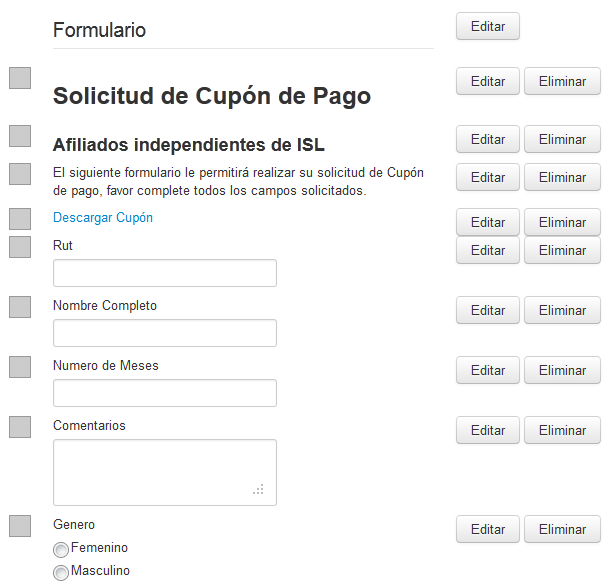 Formulario Editar
Solicitud de Cupón de Pago Editar Eliminar
Afiliados independientes de ISL Editar Eliminar
El siguiente formulario le permitirá realizar su solicitud de Cupón Editar Eliminar
de pago, favor complete todos los campos solicitados.
Descargar Cupón Editar Eliminar
Rut Editar Eliminar
Nombre Completo Editar Eliminar
Numero de Meses Editar Eliminar
Comentarios Editar Eliminar
Genero Editar Eliminar
Femenino
Masculino